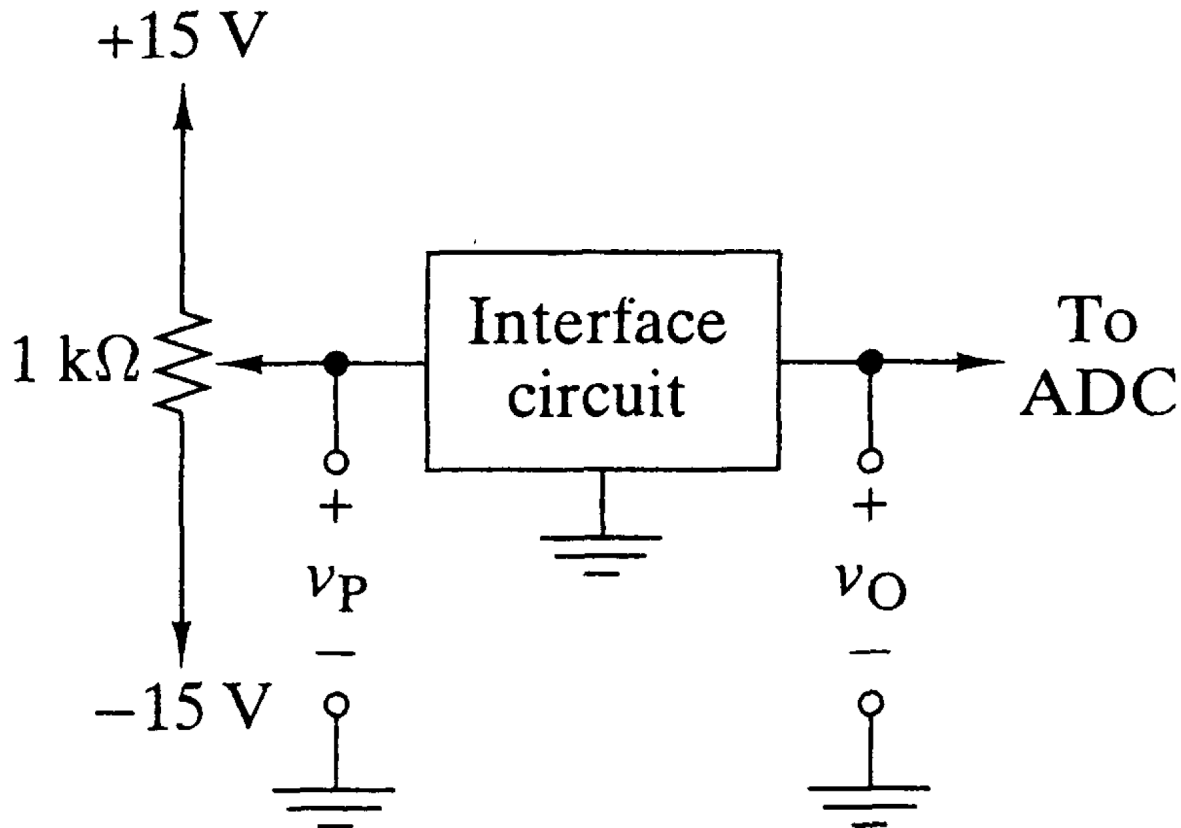 +15 V
1 kΩ
−15 V
+
vP
−
Interface
circuit
+
vO
−
To
ADC